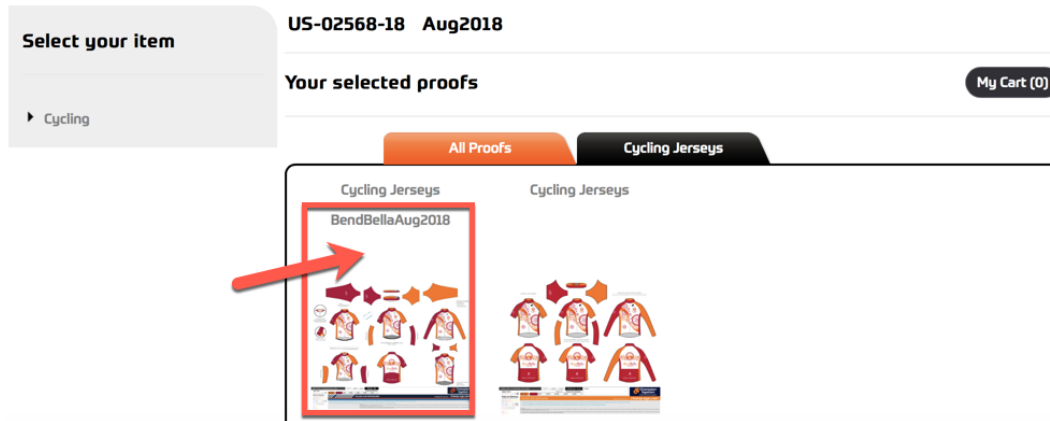 Select your item
Cycling
US-02568-18 Aug2018
Your selected proofs
My Cart (0)
All Proofs
Cycling Jerseys
Cycling Jerseys
BendBellaAug2018
Cycling Jerseys